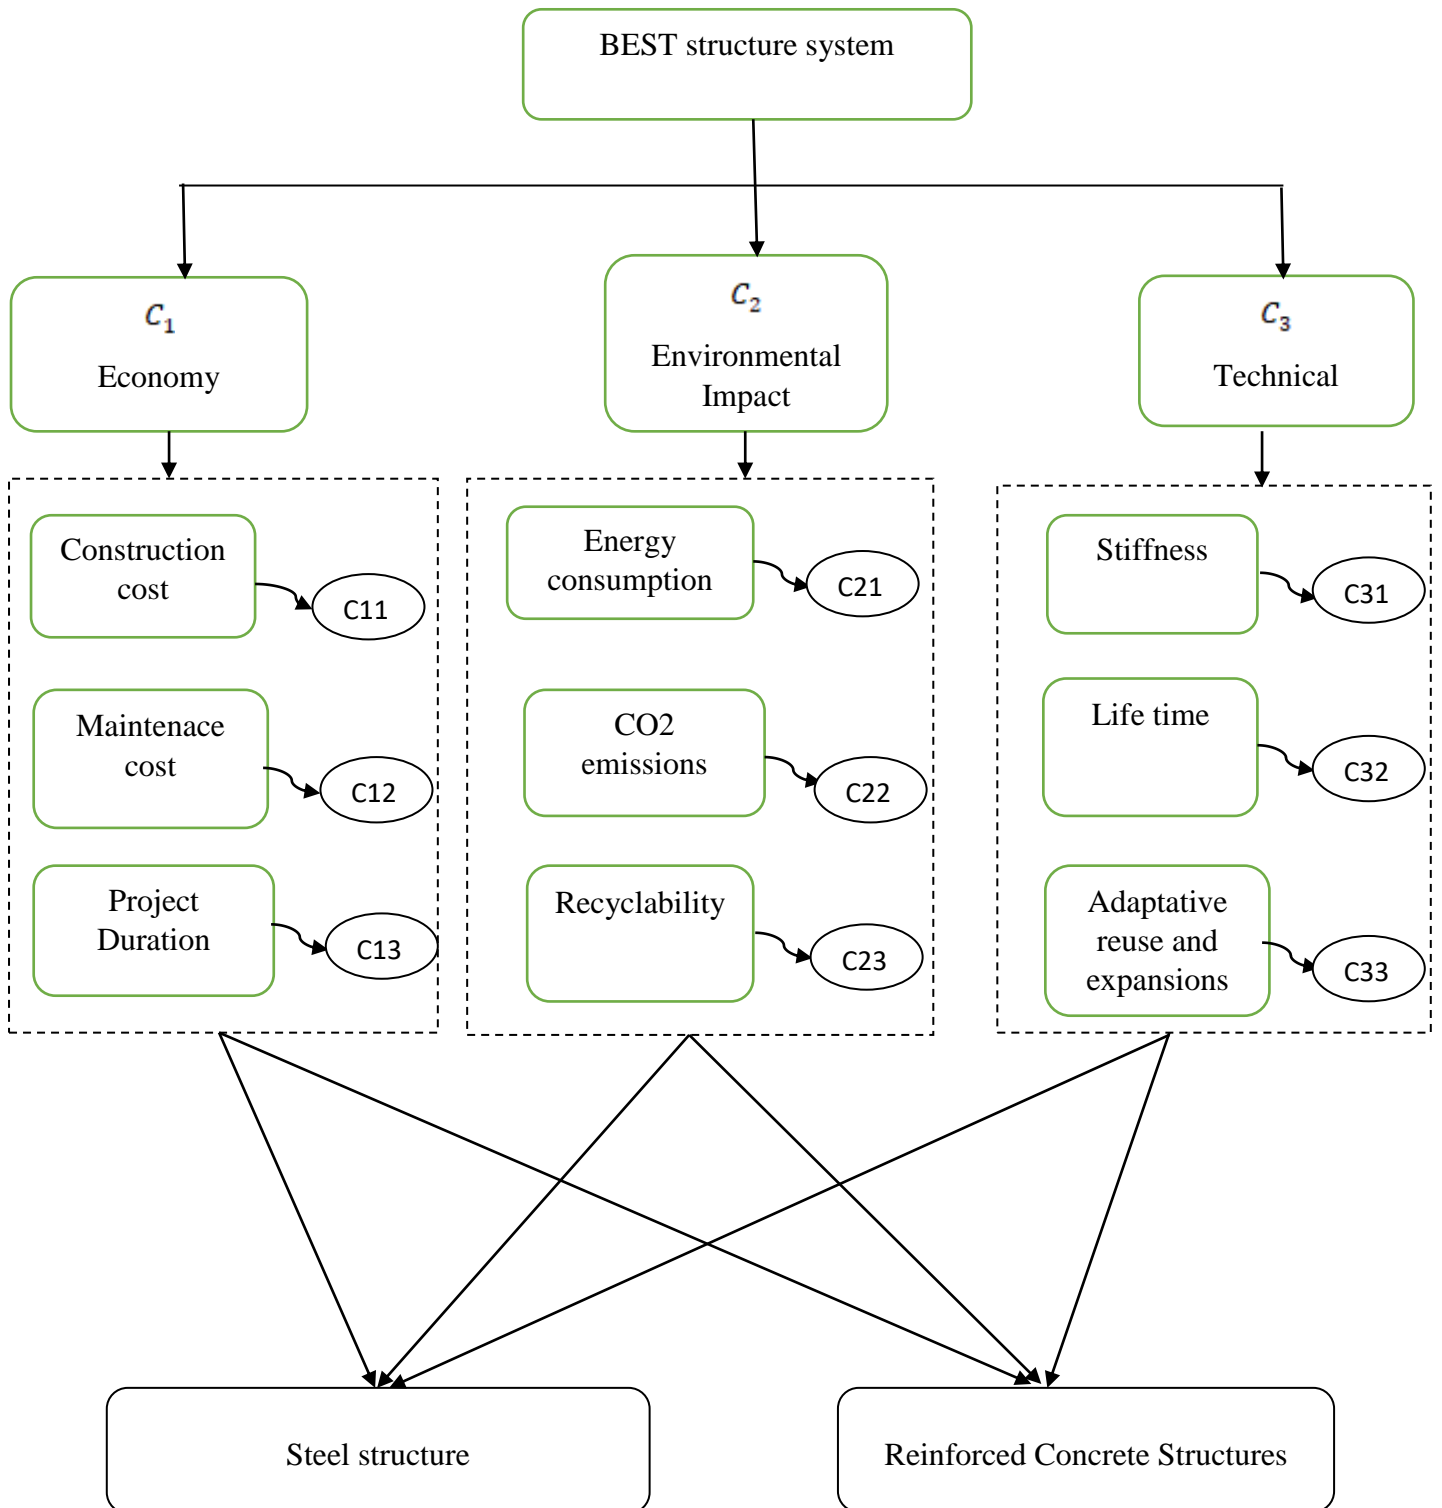 BEST structure system
C1
Economy
C2
Environmental
Impact
C3
Technical
Construction
cost
C11
Maintenace
cost
C12
Project
Duration
C13
Energy
consumption
C21
CO2
emissions
C22
Recyclability
C23
Stiffness
C31
Life time
C32
Adaptative
reuse and
expansions
C33
Steel structure
Reinforced Concrete Structures